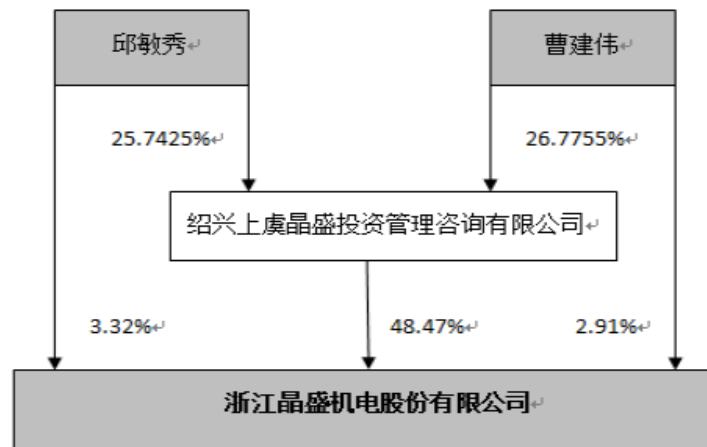 邱敏秀
曹建伟
25.7425%
26.7755%
绍兴上虞晶盛投资管理咨询有限公司
3.32%
48.47%
2.91%
浙江晶盛机电股份有限公司